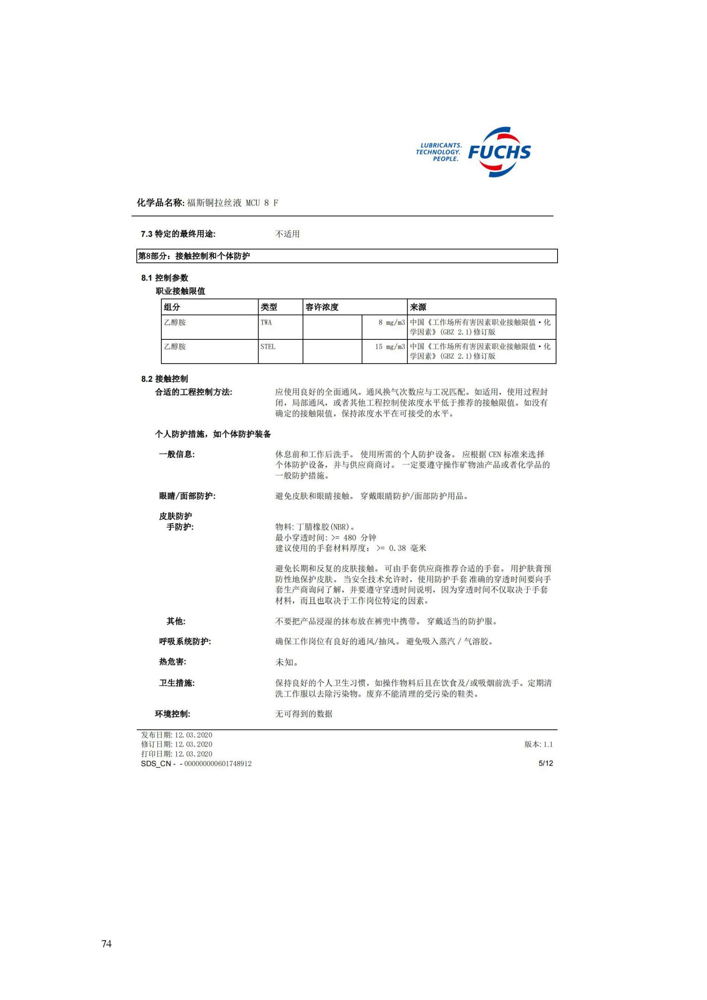 LUBRICANTS.
TECHNOLOGY.
PEOPLE.
FUCHS
化学品名称: 福斯铜拉丝液 MCU 8 F
7.3 特定的最终用途: 不适用
第8部分：接触控制和个体防护
8.1 控制参数
职业接触限值
组分 类型 容许浓度 来源
乙醇胺 TWA 8 mg/m3 中国《工作场所有害因素职业接触限值·化
学因素》(GBZ 2.1)修订版
乙醇胺 STEL 15 mg/m3 中国《工作场所有害因素职业接触限值·化
学因素》(GBZ 2.1)修订版
8.2 接触控制
合适的工程控制方法: 应使用良好的全面通风。通风换气次数应与工况匹配。如适用，使用过程封
闭，局部通风，或者其他工程控制使浓度水平低于推荐的接触限值。如没有
确定的接触限值，保持浓度水平在可接受的水平。
个人防护措施，如个体防护装备
一般信息: 休息前和工作后洗手。 使用所需的个人防护设备。 应根据 CEN 标准来选择
个体防护设备，并与供应商商讨。 一定要遵守操作矿物油产品或者化学品的
一般防护措施。
眼睛/面部防护: 避免皮肤和眼睛接触。 穿戴眼睛防护/面部防护用品。
皮肤防护
手防护: 物料: 丁腈橡胶(NBR)。
最小穿透时间: >= 480 分钟
建议使用的手套材料厚度： >= 0.38 毫米
避免长期和反复的皮肤接触。 可由手套供应商推荐合适的手套。 用护肤膏预
防性地保护皮肤。 当安全技术允许时，使用防护手套 准确的穿透时间要向手
套生产商询问了解，并要遵守穿透时间说明，因为穿透时间不仅取决于手套
材料，而且也取决于工作岗位特定的因素。
其他: 不要把产品浸湿的抹布放在裤兜中携带。 穿戴适当的防护服。
呼吸系统防护: 确保工作岗位有良好的通风/抽风。 避免吸入蒸汽 / 气溶胶。
热危害: 未知。
卫生措施: 保持良好的个人卫生习惯，如操作物料后且在饮食及/或吸烟前洗手。定期清
洗工作服以去除污染物。废弃不能清理的受污染的鞋类。
环境控制: 无可得到的数据
发布日期: 12.03.2020
修订日期: 12.03.2020 版本: 1.1
打印日期: 12.03.2020
SDS_CN - - 000000000601748912 5/12
74